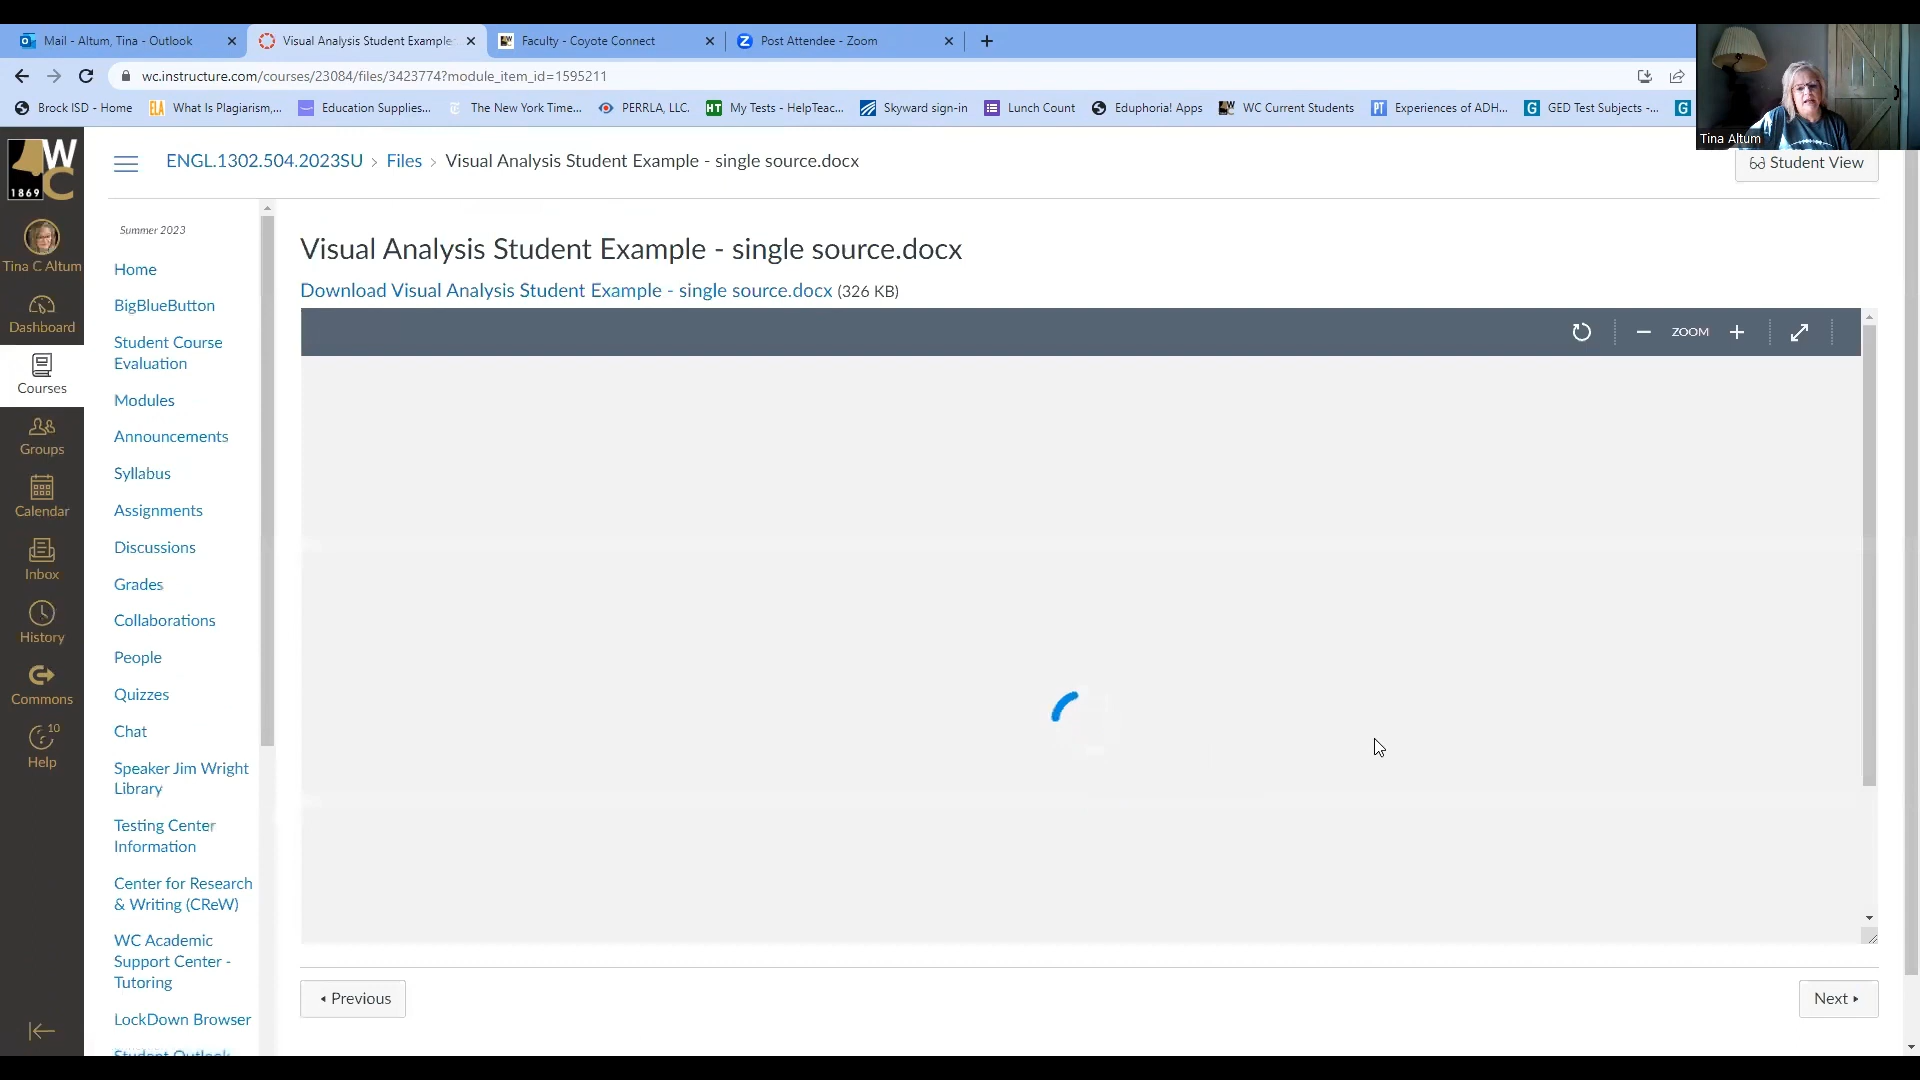 Mail - Altum, Tina - Outlook
Visual Analysis Student Example
Faculty - Coyote Connect
Post Attendee - Zoom
wc.instructure.com/courses/23084/files/3423774?module_item_id=1595211
Brock ISD - Home
What Is Plagiarism,...
Education Supplies...
The New York Time...
PERRLA, LLC.
My Tests - HelpTeac...
Skyward sign-in
Lunch Count
Eduphoria! Apps
WC Current Students
Experiences of ADH...
GED Test Subjects -...
Tina Altum
WC
1869
ENGL.1302.504.2023SU > Files > Visual Analysis Student Example - single source.docx
Student View
Tina C Altum
Dashboard
Courses
Groups
Calendar
Inbox
History
Commons
10
Help
Summer 2023
Home
BigBlueButton
Student Course
Evaluation
Modules
Announcements
Syllabus
Assignments
Discussions
Grades
Collaborations
People
Quizzes
Chat
Speaker Jim Wright
Library
Testing Center
Information
Center for Research
& Writing (CReW)
WC Academic
Support Center -
Tutoring
LockDown Browser
Student Outlook
Visual Analysis Student Example - single source.docx
Download Visual Analysis Student Example - single source.docx (326 KB)
ZOOM
Previous
Next